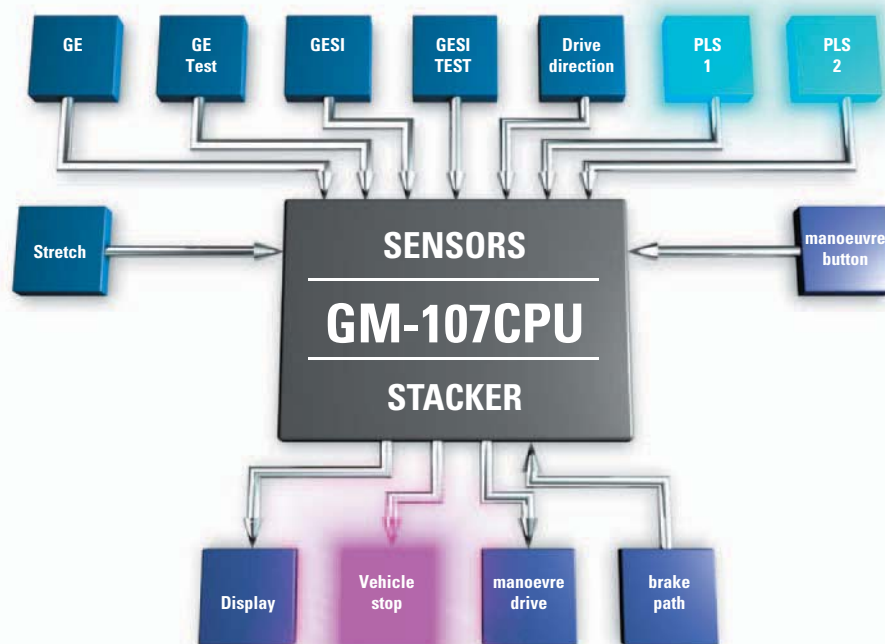 GE
GE
Test
GESI
GESI
TEST
Drive
direction
PLS
1
PLS
2
Stretch
SENSORS
GM-107CPU
STACKER
manoeuvre
button
Display
Vehicle
stop
manoevre
drive
brake
path